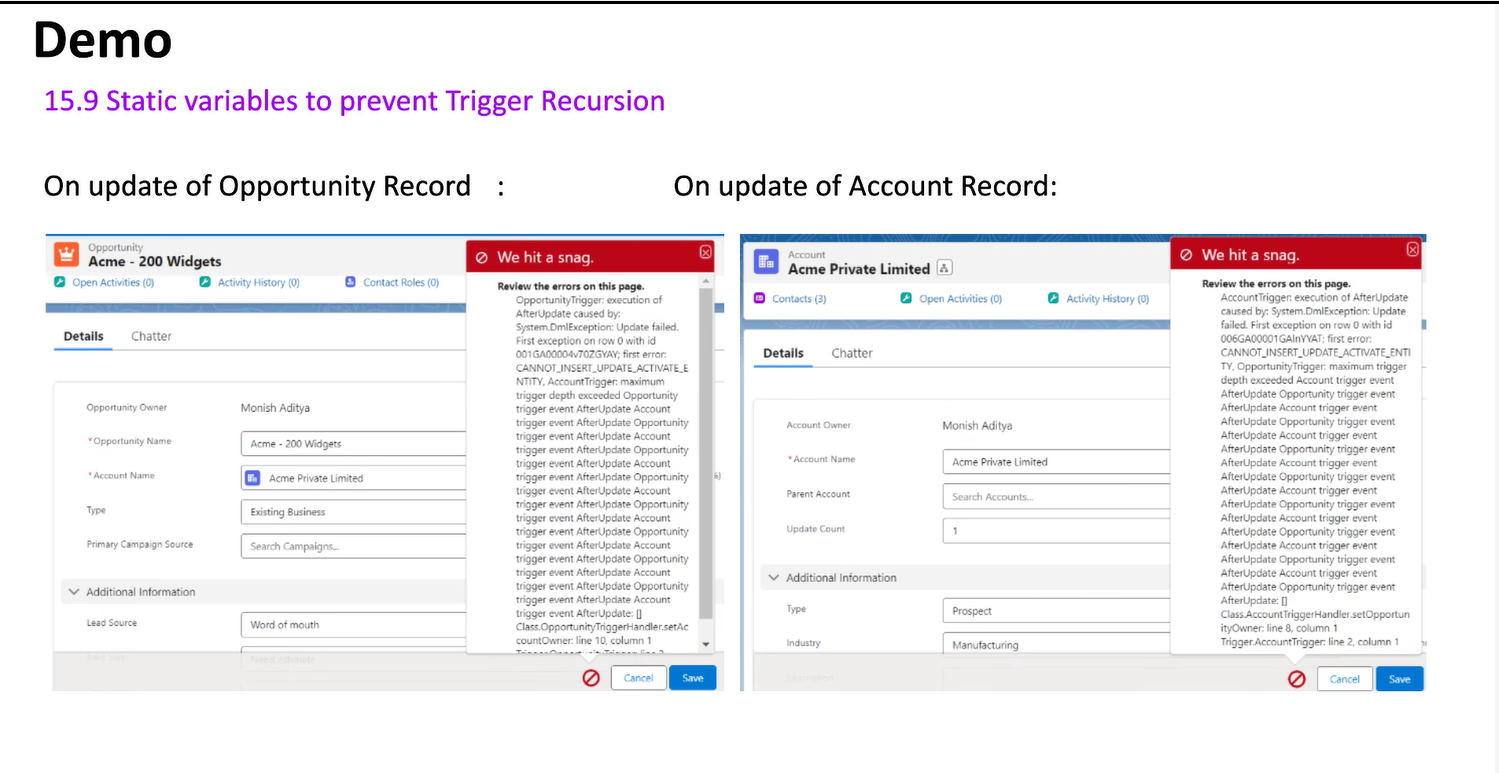 Demo
15.9 Static variables to prevent Trigger Recursion
On update of Opportunity Record :
Opportunity
Acme - 200 Widgets
Open Activities (0)
Activity History (0)
Contact Roles (0)
Details
Chatter
Opportunity Owner
Monish Aditya
*Opportunity Name
Acme - 200 Widgets
*Account Name
Acme Private Limited
Type
Existing Business
Primary Campaign Source
Search Campaigns...
Additional Information
Lead Source
Word of mouth
We hit a snag.
Review the errors on this page.
OpportunityTrigger: execution of
AfterUpdate caused by:
System.DmlException: Update failed.
First exception on row 0 with id
001GA00004v70ZGYAY; first error:
CANNOT_INSERT_UPDATE_ACTIVATE_E
NTITY, AccountTrigger: maximum
trigger depth exceeded Opportunity
trigger event AfterUpdate Account
trigger event AfterUpdate Opportunity
trigger event AfterUpdate Account
trigger event AfterUpdate Opportunity
trigger event AfterUpdate Account
trigger event AfterUpdate Opportunity
trigger event AfterUpdate Account
trigger event AfterUpdate Opportunity
trigger event AfterUpdate Account
trigger event AfterUpdate Opportunity
trigger event AfterUpdate Account
trigger event AfterUpdate Opportunity
trigger event AfterUpdate Account
trigger event AfterUpdate Opportunity
trigger event AfterUpdate Account
trigger event AfterUpdate: []
Class.OpportunityTriggerHandler.setAc
countOwner: line 10, column 1
Cancel
Save
On update of Account Record:
Account
Acme Private Limited
Contacts (3)
Open Activities (0)
Activity History (0)
Details
Chatter
Account Owner
Monish Aditya
*Account Name
Acme Private Limited
Parent Account
Search Accounts...
Update Count
1
Additional Information
Type
Prospect
Industry
Manufacturing
We hit a snag.
Review the errors on this page.
AccountTrigger: execution of AfterUpdate
caused by: System.DmlException: Update
failed. First exception on row 0 with id
006GA00001GAlnYYAT; first error:
CANNOT_INSERT_UPDATE_ACTIVATE_ENTI
TY, OpportunityTrigger: maximum trigger
depth exceeded Account trigger event
AfterUpdate Opportunity trigger event
AfterUpdate Account trigger event
AfterUpdate Opportunity trigger event
AfterUpdate Account trigger event
AfterUpdate Opportunity trigger event
AfterUpdate Account trigger event
AfterUpdate Opportunity trigger event
AfterUpdate Account trigger event
AfterUpdate Opportunity trigger event
AfterUpdate Account trigger event
AfterUpdate Opportunity trigger event
AfterUpdate Account trigger event
AfterUpdate Opportunity trigger event
AfterUpdate Account trigger event
AfterUpdate Opportunity trigger event
AfterUpdate: []
Class.AccountTriggerHandler.setOpportun
ityOwner: line 8, column 1
Trigger.AccountTrigger: line 2, column 1
Cancel
Save